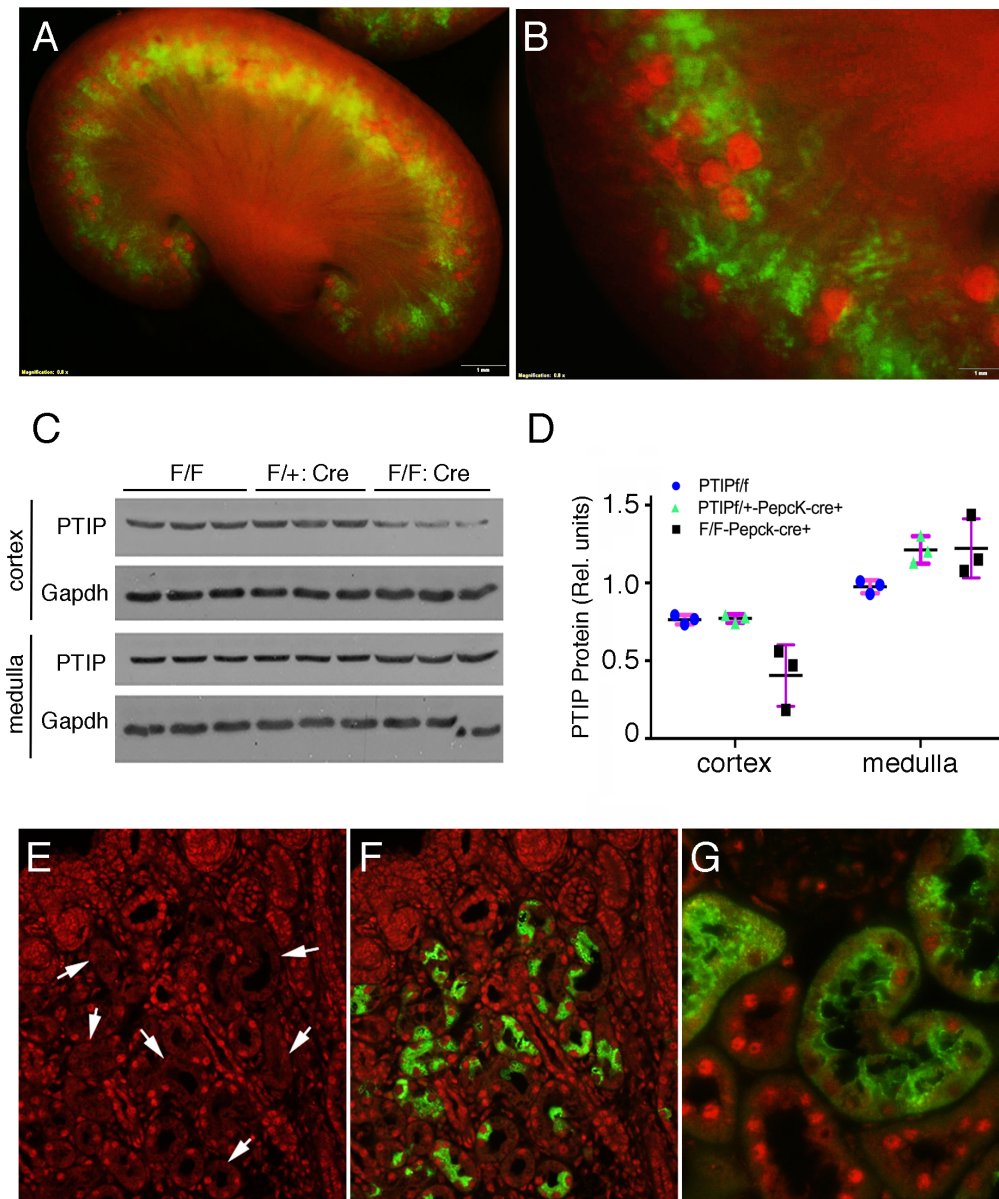 A
B
Magnification: 0.8 x
1 mm
Magnification: 0.8 x
1 mm
C
F/F F/+: Cre F/F: Cre
cortex
PTIP
Gapdh
medulla
PTIP
Gapdh
D
PTIPf/f
PTIPf/+-PepcK-cre+
F/F-Pepck-cre+
PTIP Protein (Rel. units)
1.5
1.0
0.5
0
cortex medulla
E
F
G